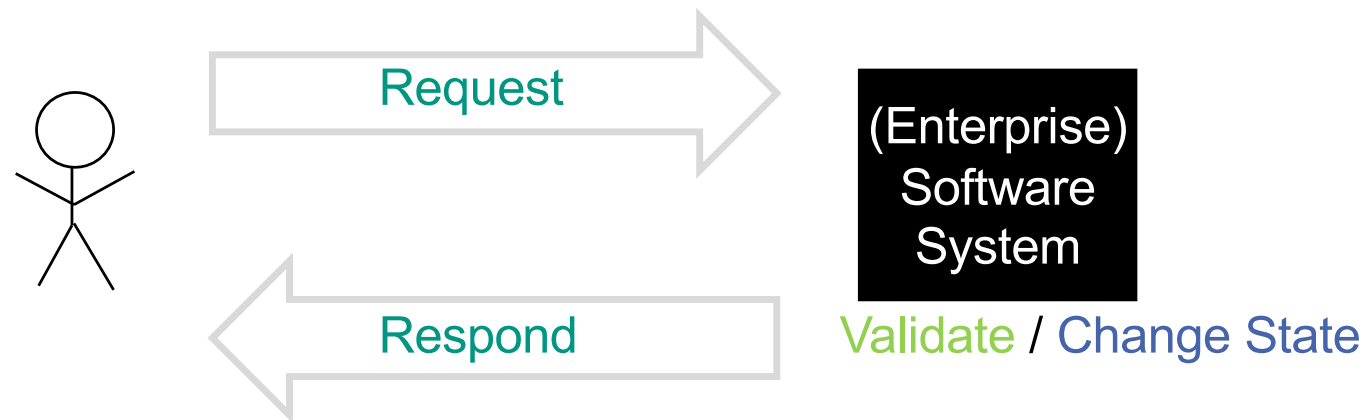 Request
(Enterprise)
Software
System
Respond
Validate / Change State